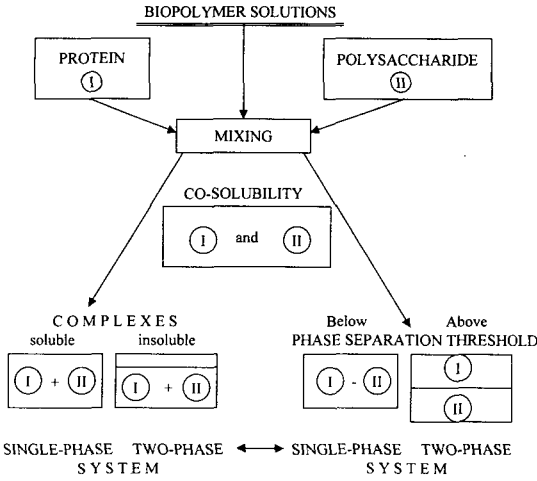 BIOPOLYMER SOLUTIONS
PROTEIN
I
POLYSACCHARIDE
II
MIXING
CO-SOLUBILITY
I and II
COMPLEXES
soluble insoluble
I + II
I + II
Below Above
PHASE SEPARATION THRESHOLD
I - II
I
II
SINGLE-PHASE TWO-PHASE
SYSTEM
SINGLE-PHASE TWO-PHASE
SYSTEM